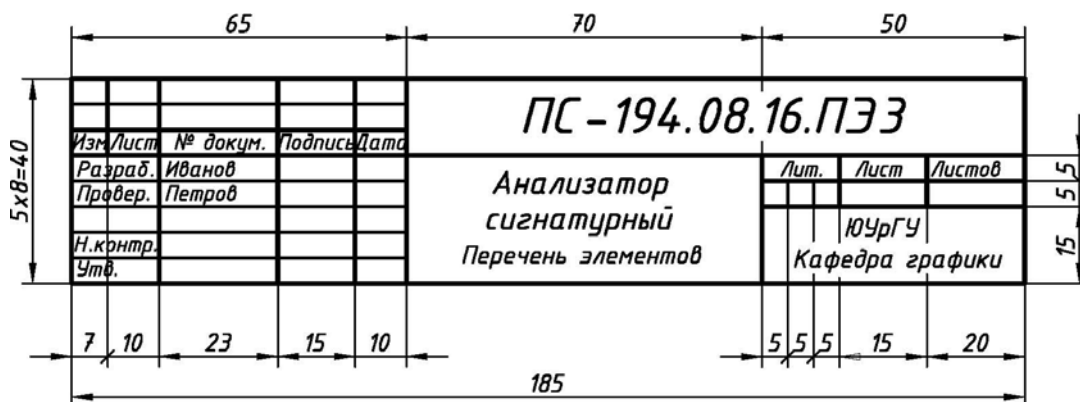 65 70 50
ПС-194.08.16.ПЭ3
5х8=40
Изм Лист № докум. Подпись Дата
Разраб. Иванов
Провер. Петров
Н.контр.
Утв.
Анализатор
сигнатурный
Перечень элементов
Лит. Лист Листов
ЮУрГУ
Кафедра графики
5
5
15
7 10 23 15 10 5 5 5 15 20
185